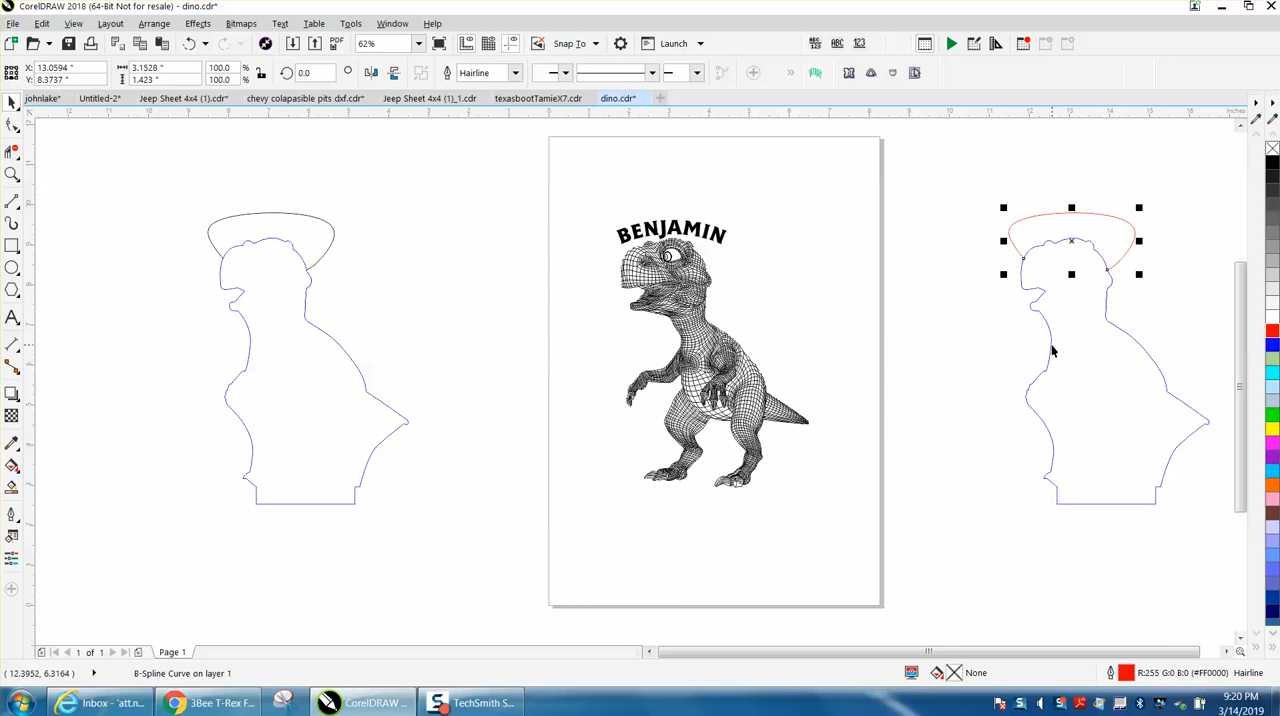 CorelDRAW 2018 (64-Bit Not for resale) - dino.cdr*
File Edit View Layout Arrange Effects Bitmaps Text Table Tools Window Help
PDF 62% Snap To Launch
X: 13.0594 " 3.1528 " 100.0 % 0.0 Hairline
Y: 8.3737 " 1.423 " 100.0 %
johnlake* Untitled-2* Jeep Sheet 4x4 (1).cdr* chevy colapasible pits dxf.cdr* Jeep Sheet 4x4 (1)_1.cdr texasbootTamieX7.cdr dino.cdr*
inches
BENJAMIN
1 of 1 Page 1
( 12.3952, 6.3164 ) B-Spline Curve on layer 1 None R:255 G:0 B:0 (#FF0000) Hairline
Inbox - 'att.n... 3Bee T-Rex F... CorelDRAW ... TechSmith S... 9:20 PM
3/14/2019